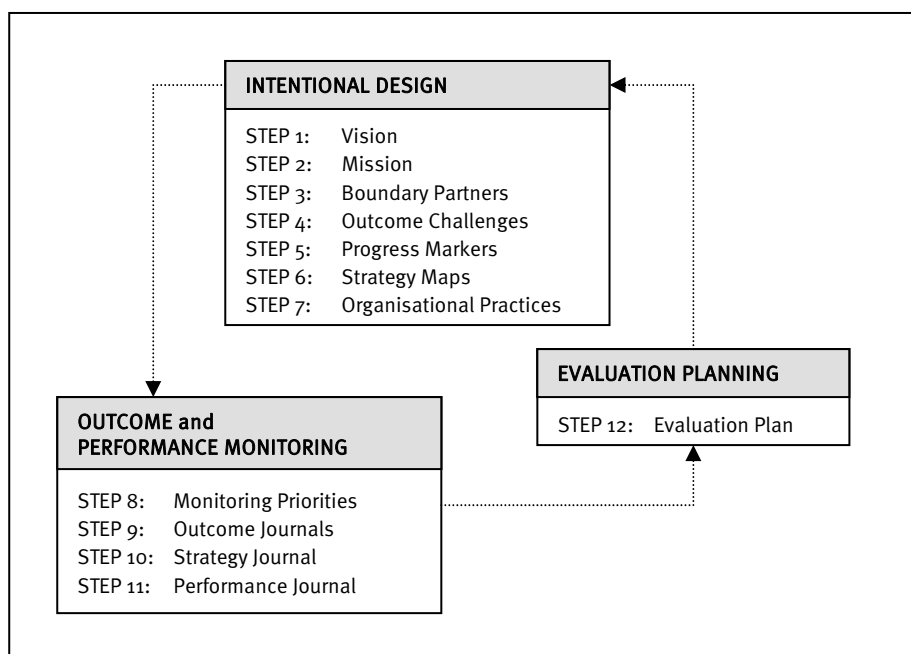 INTENTIONAL DESIGN
STEP 1: Vision
STEP 2: Mission
STEP 3: Boundary Partners
STEP 4: Outcome Challenges
STEP 5: Progress Markers
STEP 6: Strategy Maps
STEP 7: Organisational Practices
OUTCOME and
PERFORMANCE MONITORING
STEP 8: Monitoring Priorities
STEP 9: Outcome Journals
STEP 10: Strategy Journal
STEP 11: Performance Journal
EVALUATION PLANNING
STEP 12: Evaluation Plan